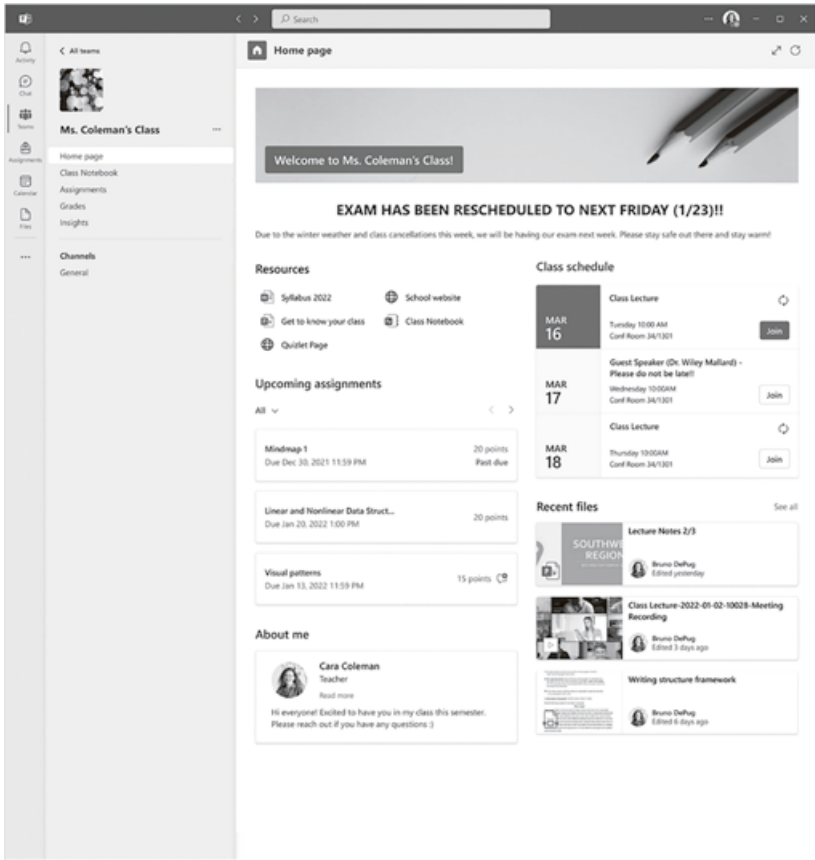 Search
Activity
Chat
Teams
Assignments
Calendar
Files
All teams
Ms. Coleman's Class
Home page
Class Notebook
Assignments
Grades
Insights
Channels
General
Home page
Welcome to Ms. Coleman's Class!
EXAM HAS BEEN RESCHEDULED TO NEXT FRIDAY (1/23)!!
Due to the winter weather and class cancellations this week, we will be having our exam next week. Please stay safe out there and stay warm!
Resources
Syllabus 2022
School website
Get to know your class
Class Notebook
Quizlet Page
Upcoming assignments
All
Mindmap 1
20 points
Due Dec 30, 2021 11:59 PM
Past due
Linear and Nonlinear Data Struct...
Due Jan 20, 2022 1:00 PM
20 points
Visual patterns
Due Jan 13, 2022 11:59 PM
15 points
About me
Cara Coleman
Teacher
Read more
Hi everyone! Excited to have you in my class this semester.
Please reach out if you have any questions :)
Class schedule
MAR
16
Class Lecture
Tuesday 10:00 AM
Conf Room 34/1301
Join
MAR
17
Guest Speaker (Dr. Wiley Mallard) -
Please do not be late!!
Wednesday 10:00AM
Conf Room 34/1301
Join
MAR
18
Class Lecture
Thursday 10:00AM
Conf Room 34/1301
Join
Recent files
See all
SOUTHWE
REGION
Lecture Notes 2/3
Bruno DePug
Edited yesterday
Class Lecture-2022-01-02-10028-Meeting
Recording
Bruno DePug
Edited 3 days ago
Writing structure framework
Bruno DePug
Edited 6 days ago